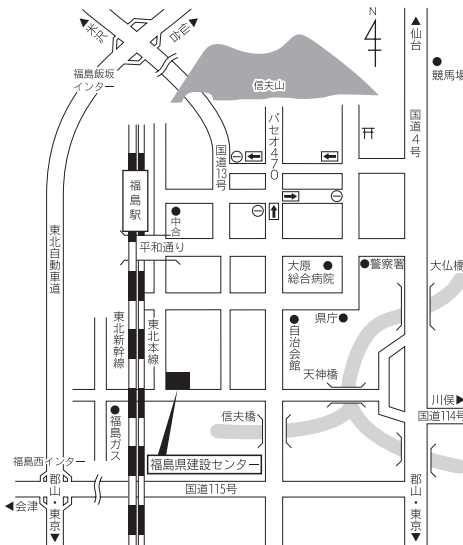 N
米沢
仙台
仙台
競馬場
福島飯坂
インター
信夫山
パセオ470
国道4号
国道13号
福島駅
中合
平和通り
東北自動車道
大原
総合病院
警察署
大仏橋
県庁
自治会館
東北新幹線
東北本線
天神橋
川俣
国道114号
福島ガス
信夫橋
福島県建設センター
福島西インター
国道115号
会津
郡山・東京
郡山・東京